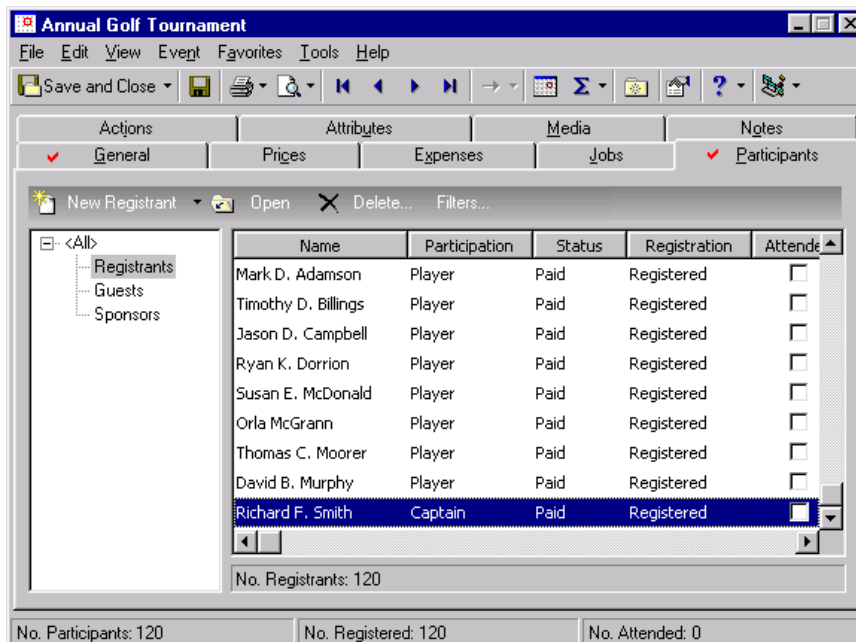 Annual Golf Tournament
File Edit View Event Favorites Tools Help
Save and Close
Actions Attributes Media Notes
General Prices Expenses Jobs Participants
New Registrant Open Delete... Filters...
<All>
Registrants
Guests
Sponsors
Name Participation Status Registration Attende
Mark D. Adamson Player Paid Registered
Timothy D. Billings Player Paid Registered
Jason D. Campbell Player Paid Registered
Ryan K. Dorrion Player Paid Registered
Susan E. McDonald Player Paid Registered
Orla McGrann Player Paid Registered
Thomas C. Moorer Player Paid Registered
David B. Murphy Player Paid Registered
Richard F. Smith Captain Paid Registered
No. Registrants: 120
No. Participants: 120 No. Registered: 120 No. Attended: 0